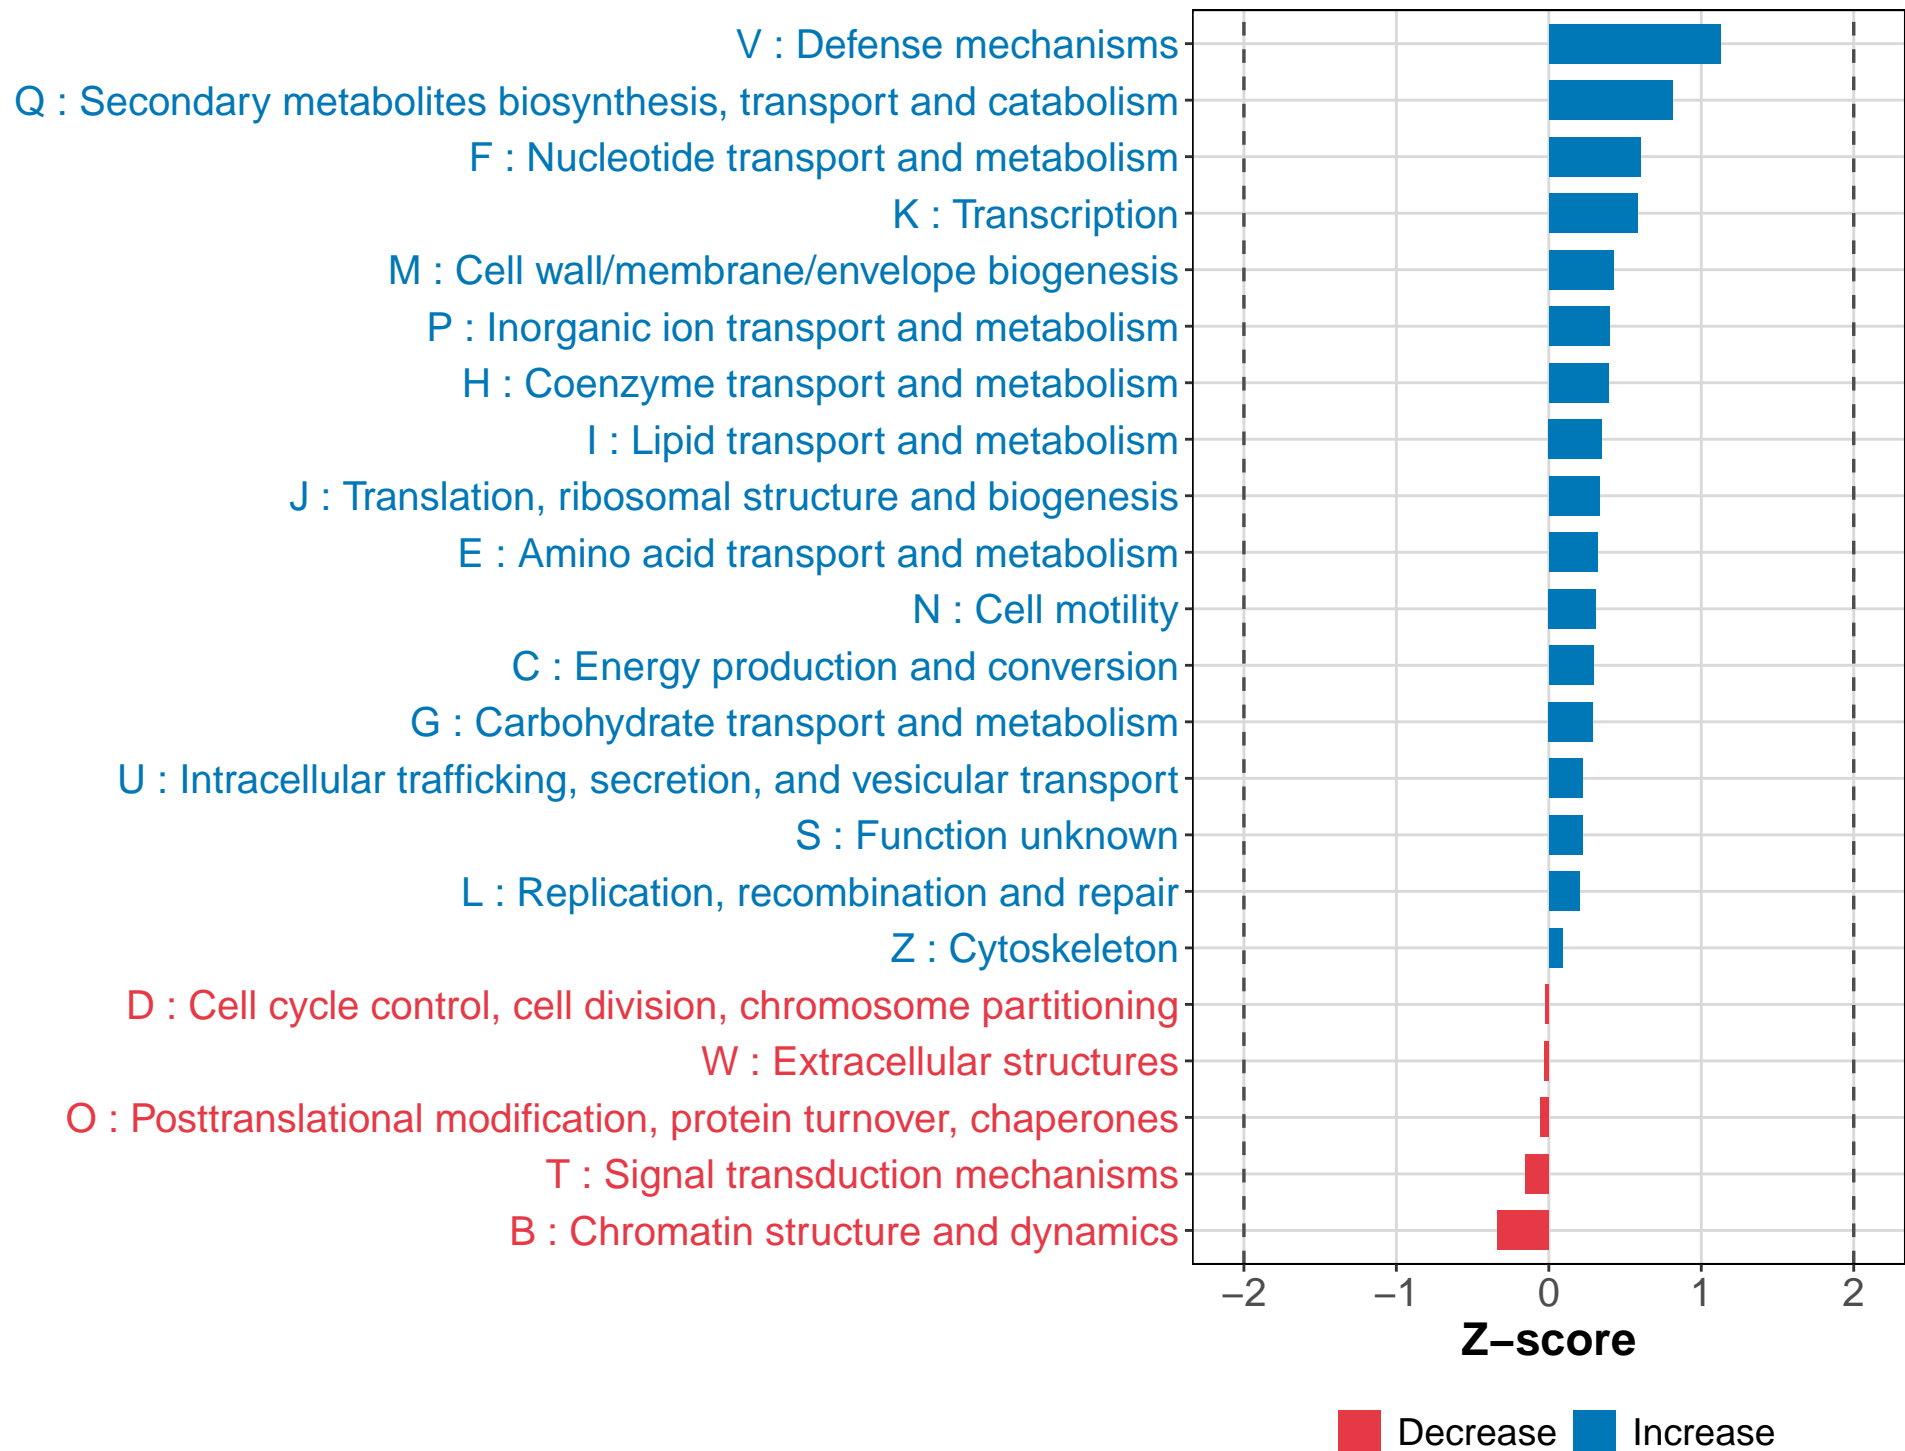 V : Defense mechanisms
Q : Secondary metabolites biosynthesis, transport and catabolism
F : Nucleotide transport and metabolism
K : Transcription
M : Cell wall/membrane/envelope biogenesis
P : Inorganic ion transport and metabolism
H : Coenzyme transport and metabolism
I : Lipid transport and metabolism
J : Translation, ribosomal structure and biogenesis
E : Amino acid transport and metabolism
N : Cell motility
C : Energy production and conversion
G : Carbohydrate transport and metabolism
U : Intracellular trafficking, secretion, and vesicular transport
S : Function unknown
L : Replication, recombination and repair
Z : Cytoskeleton
D : Cell cycle control, cell division, chromosome partitioning
W : Extracellular structures
O : Posttranslational modification, protein turnover, chaperones
T : Signal transduction mechanisms
B : Chromatin structure and dynamics
−2 −1 0 1 2
Z−score
Decrease Increase